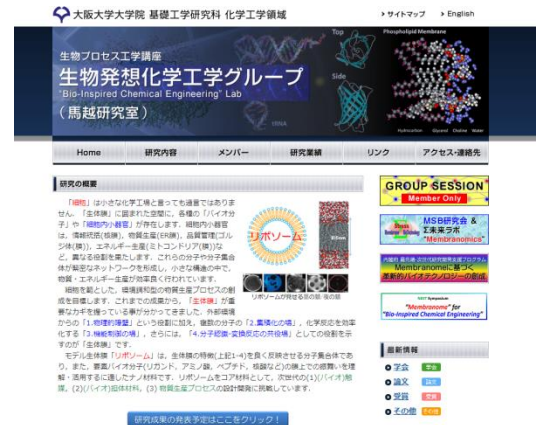 大阪大学大学院 基礎工学研究科 化学工学領域
サイトマップ
English
生物プロセス工学講座
生物発想化学工学グループ
"Bio-Inspired Chemical Engineering" Lab
(馬越研究室)
Top
Side
tRNA
Phospholipid Membrane
Hydrocarbon Glycerol Choline Water
Home
研究内容
メンバー
研究業績
リンク
アクセス・連絡先
研究の概要
「細胞」は小さな化学工場と言っても過言ではありま
せん。「生体膜」に囲まれた空間に、各種の「バイオ分
子」や「細胞内小器官」が存在します。細胞内小器官
は、情報統括(核膜)、物質生産(ER膜)、品質管理(ゴル
ジ体(膜))、エネルギー生産(ミトコンドリア(膜))な
ど、異なる役割を果たします。これらの分子や分子集合
体が緊密なネットワークを形成し、小さな構造の中で、
物質・エネルギー生産が効率良く行われています。
細胞を範とした、環境調和型の物質生産プロセスの創
成を目標します。これまでの成果から、「生体膜」が重
要なカギを握っている事が分かってきました。外部環境
からの「1.物理的障壁」という役割に加え、複数の分子の「2.集積化の場」、化学反応を効率
化する「3.機能制御の場」、さらには、「4.分子認識・変換反応の共役場」としての役割を示
すのが「生体膜」です。
モデル生体膜「リポソーム」は、生体膜の特徴(上記1-4)を良く反映させる分子集合体であ
り、また、要素バイオ分子(リガンド、アミノ酸、ペプチド、核酸など)の膜上での振舞いを理
解・活用するに適したナノ材料です。リポソームをコア材料として、次世代の(1)(バイオ)触
媒、(2)(バイオ)担体材料、(3) 物質生産プロセスの設計開発に挑戦しています。
リポソーム
リポソームが発せる
研究成果の発表予定はここをクリック!
GROUP SESSION
Member Only
MSB研究会 &
Σ未来ラボ
"Membranomics"
Membranomeに基づく
革新的バイオテクノロジーの創成
NEXT Symposium
"Membranome" for
"Bio-Inspired Chemical Engineering"
最新情報
学会 学会
論文 論文
受賞 受賞
その他 その他